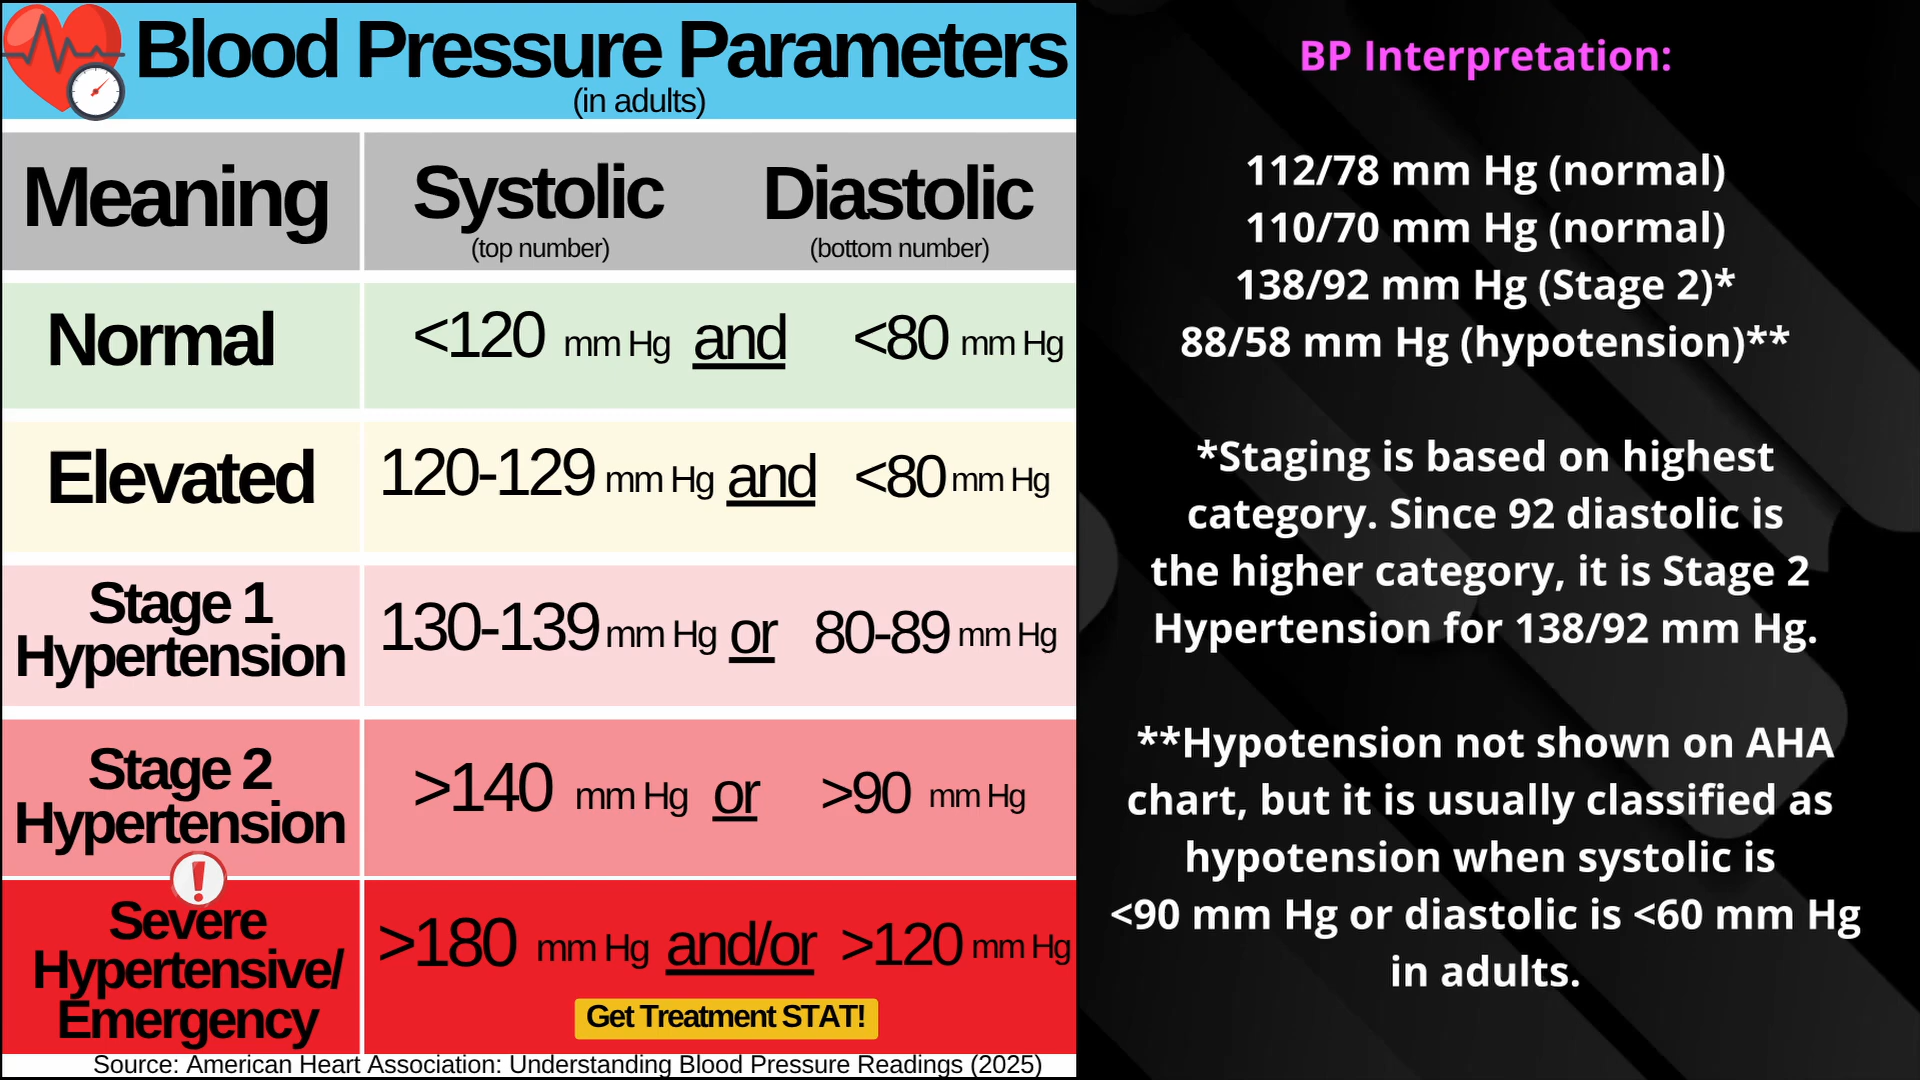 Blood Pressure Parameters
(in adults)
Meaning
Systolic
(top number)
Diastolic
(bottom number)
Normal
<120 mm Hg and <80 mm Hg
Elevated
120-129 mm Hg and <80 mm Hg
Stage 1
Hypertension
130-139 mm Hg or 80-89 mm Hg
Stage 2
Hypertension
>140 mm Hg or >90 mm Hg
Severe
Hypertensive/
Emergency
>180 mm Hg and/or >120 mm Hg
Get Treatment STAT!
Source: American Heart Association: Understanding Blood Pressure Readings (2025)
BP Interpretation:
112/78 mm Hg (normal)
110/70 mm Hg (normal)
138/92 mm Hg (Stage 2)*
88/58 mm Hg (hypotension)**
*Staging is based on highest
category. Since 92 diastolic is
the higher category, it is Stage 2
Hypertension for 138/92 mm Hg.
**Hypotension not shown on AHA
chart, but it is usually classified as
hypotension when systolic is
<90 mm Hg or diastolic is <60 mm Hg
in adults.